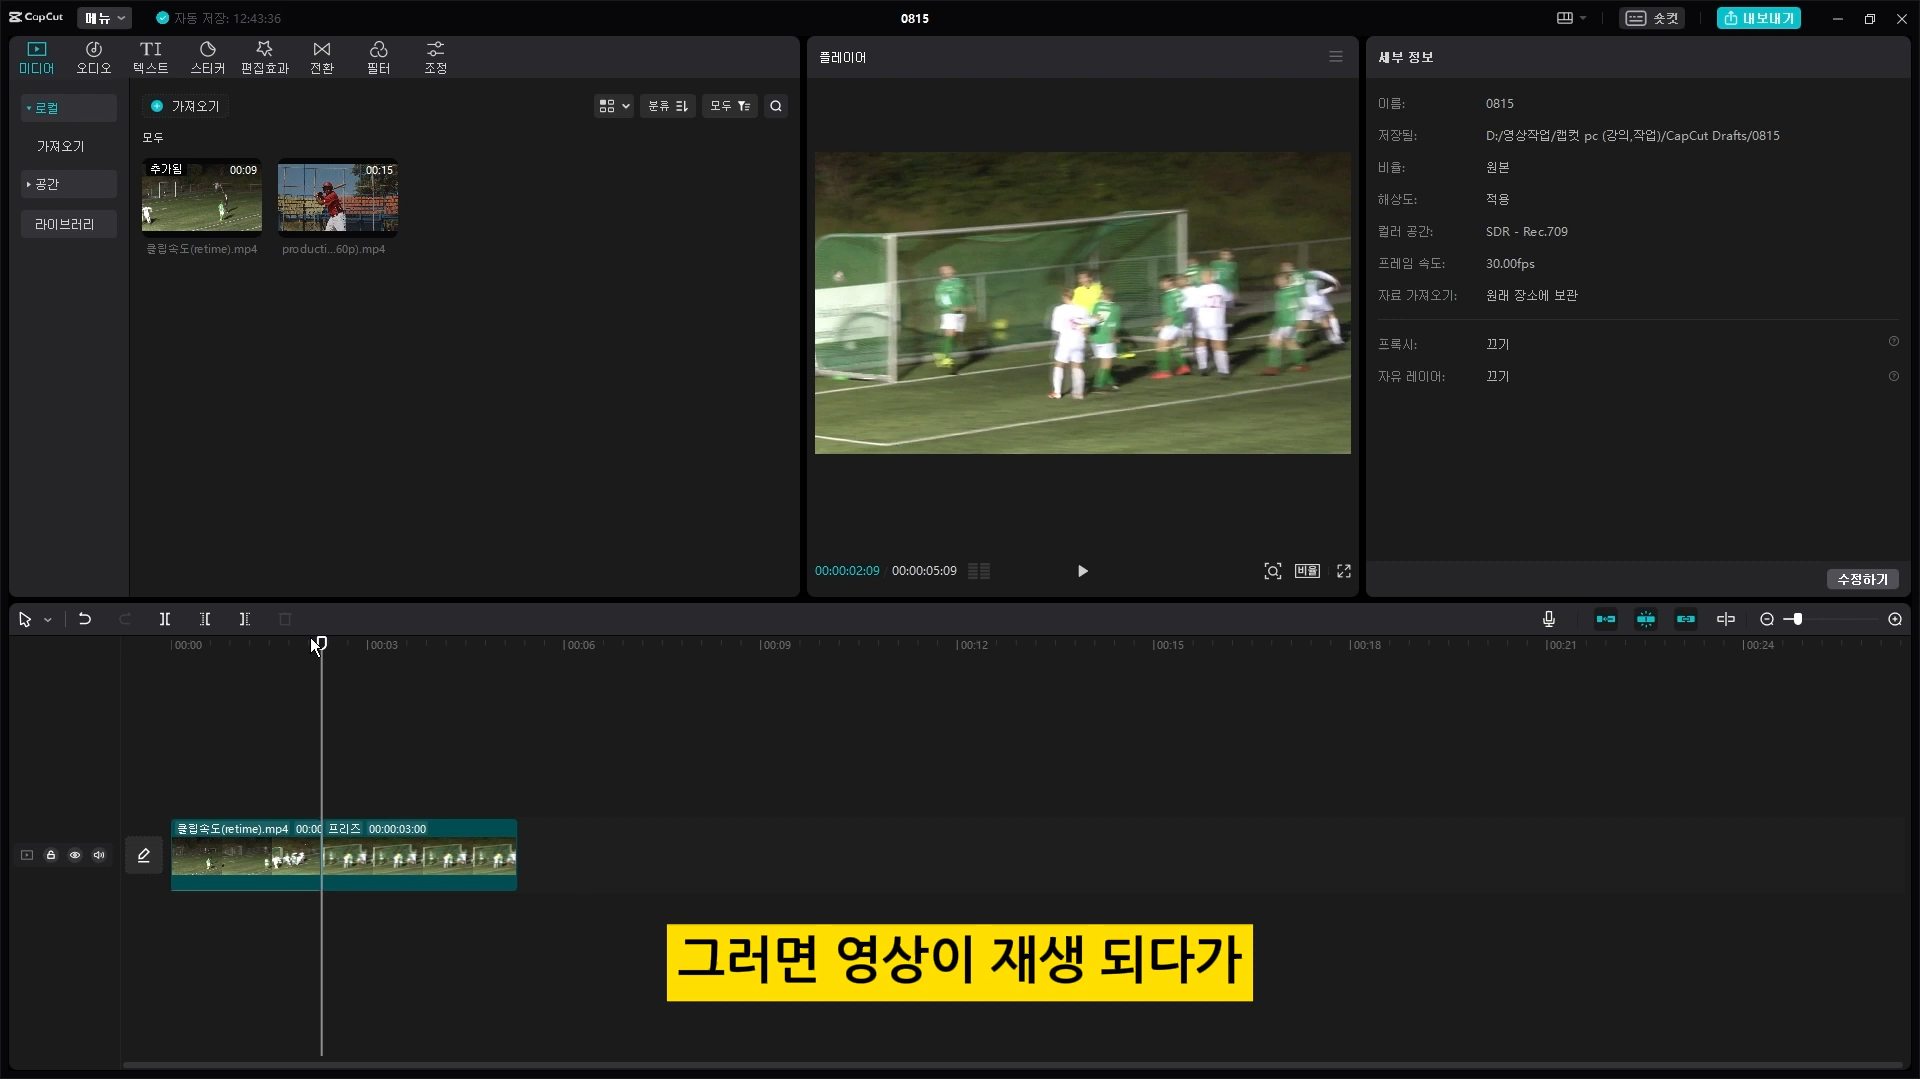 CapCut
메뉴
자동 저장: 12:43:36
0815
숏컷
내보내기
미디어
오디오
텍스트
스티커
편집효과
전환
필터
조정
로컬
가져오기
공간
라이브러리
가져오기
분류
모두
모두
추가됨
00:09
00:15
클립속도(retime).mp4
producti...60p).mp4
플레이어
00:00:02:09
00:00:05:09
비율
세부 정보
이름: 0815
저장됨: D:/영상작업/캡컷 pc (강의,작업)/CapCut Drafts/0815
비율: 원본
해상도: 적용
컬러 공간: SDR - Rec.709
프레임 속도: 30.00fps
자료 가져오기: 원래 장소에 보관
프록시: 끄기
자유 레이어: 끄기
수정하기
00:00
00:03
00:06
00:09
00:12
00:15
00:18
00:21
00:24
클립속도(retime).mp4 00:00
프리즈 00:00:03:00
그러면 영상이 재생 되다가